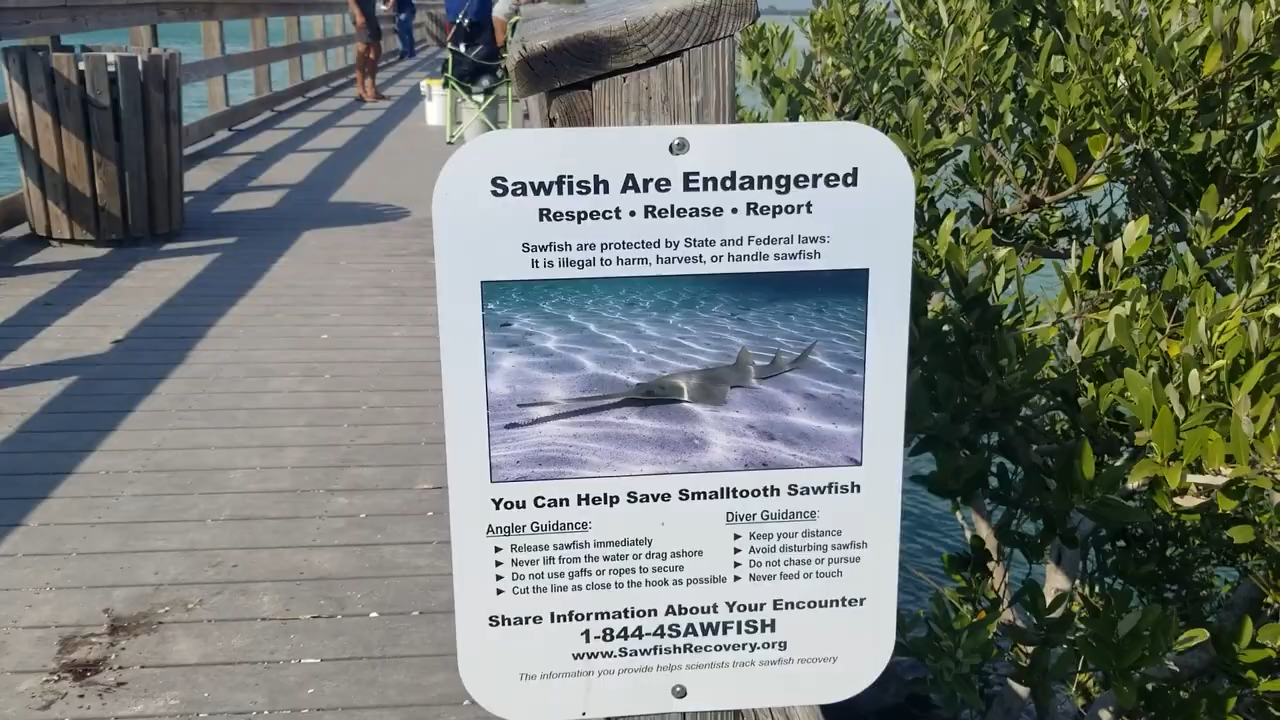 Sawfish Are Endangered
Respect • Release • Report
Sawfish are protected by State and Federal laws:
It is illegal to harm, harvest, or handle sawfish
You Can Help Save Smalltooth Sawfish
Angler Guidance:
► Release sawfish immediately
► Never lift from the water or drag ashore
► Do not use gaffs or ropes to secure
► Cut the line as close to the hook as possible
Diver Guidance:
► Keep your distance
► Avoid disturbing sawfish
► Do not chase or pursue
► Never feed or touch
Share Information About Your Encounter
1-844-4SAWFISH
www.SawfishRecovery.org
The information you provide helps scientists track sawfish recovery